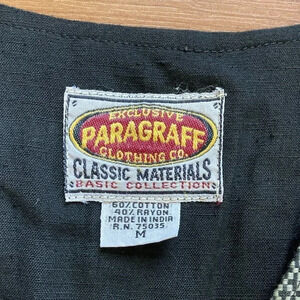 EXCLUSIVE
PARAGRAFF
CLOTHING CO.
CLASSIC MATERIALS
BASIC COLLECTION
60% COTTON
40% RAYON
MADE IN INDIA
R.N. 75035
M